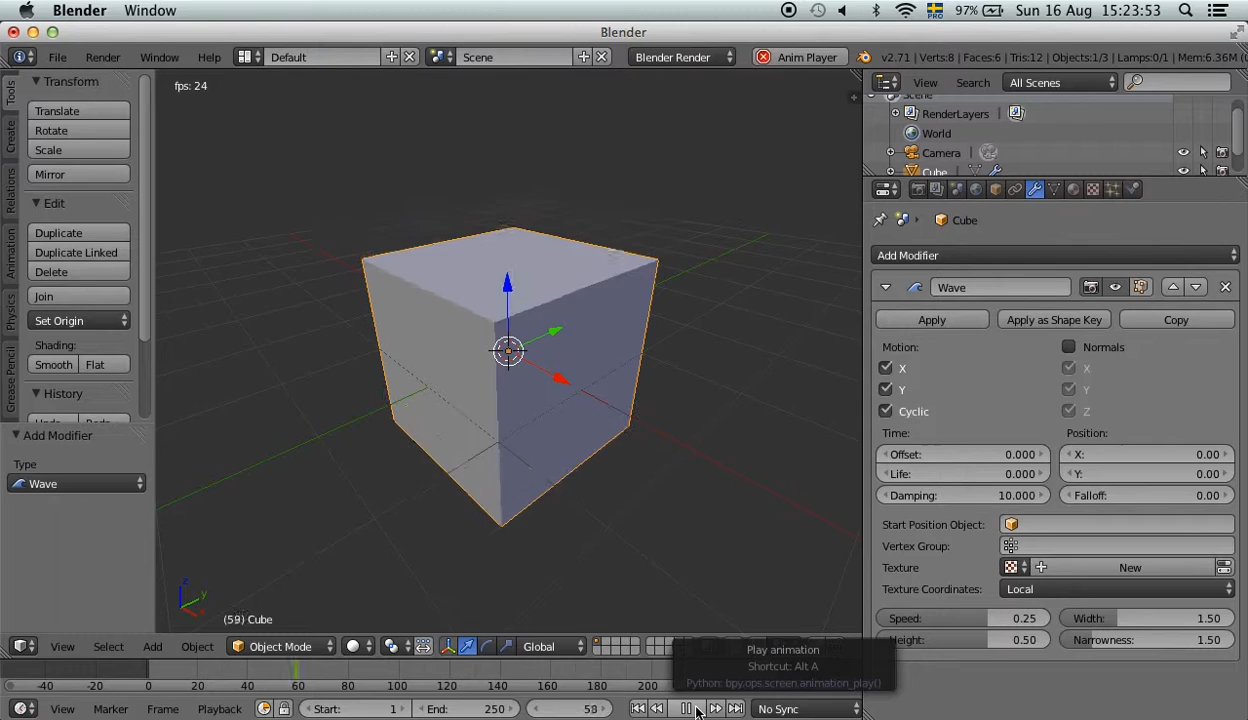 Blender Window 97% Sun 16 Aug 15:23:53
Blender
File Render Window Help Default Scene Blender Render Anim Player v2.71 | Verts:8 | Faces:6 | Tris:12 | Objects:1/3 | Lamps:0/1 | Mem:6.36M
Tools
Create
Relations
Animation
Physics
Grease Pencil
Transform
Translate
Rotate
Scale
Mirror
Edit
Duplicate
Duplicate Linked
Delete
Join
Set Origin
Shading:
Smooth Flat
History
Add Modifier
Type
Wave
fps: 24
z
y
x
(59) Cube
View Search All Scenes
Scene
RenderLayers
World
Camera
Cube
Cube
Add Modifier
Wave
Apply Apply as Shape Key Copy
Motion: Normals
X X
Y Y
Cyclic Z
Time: Position:
Offset: 0.000 X: 0.00
Life: 0.000 Y: 0.00
Damping: 10.000 Falloff: 0.00
Start Position Object:
Vertex Group:
Texture New
Texture Coordinates: Local
Speed: 0.25 Width: 1.50
Height: 0.50 Narrowness: 1.50
View Select Add Object Object Mode Global
Play animation
Shortcut: Alt A
Python: bpy.ops.screen.animation_play()
-40 -20 0 20 40 60 80 100 120 140 160 180 200
View Marker Frame Playback Start: 1 End: 250 58 No Sync